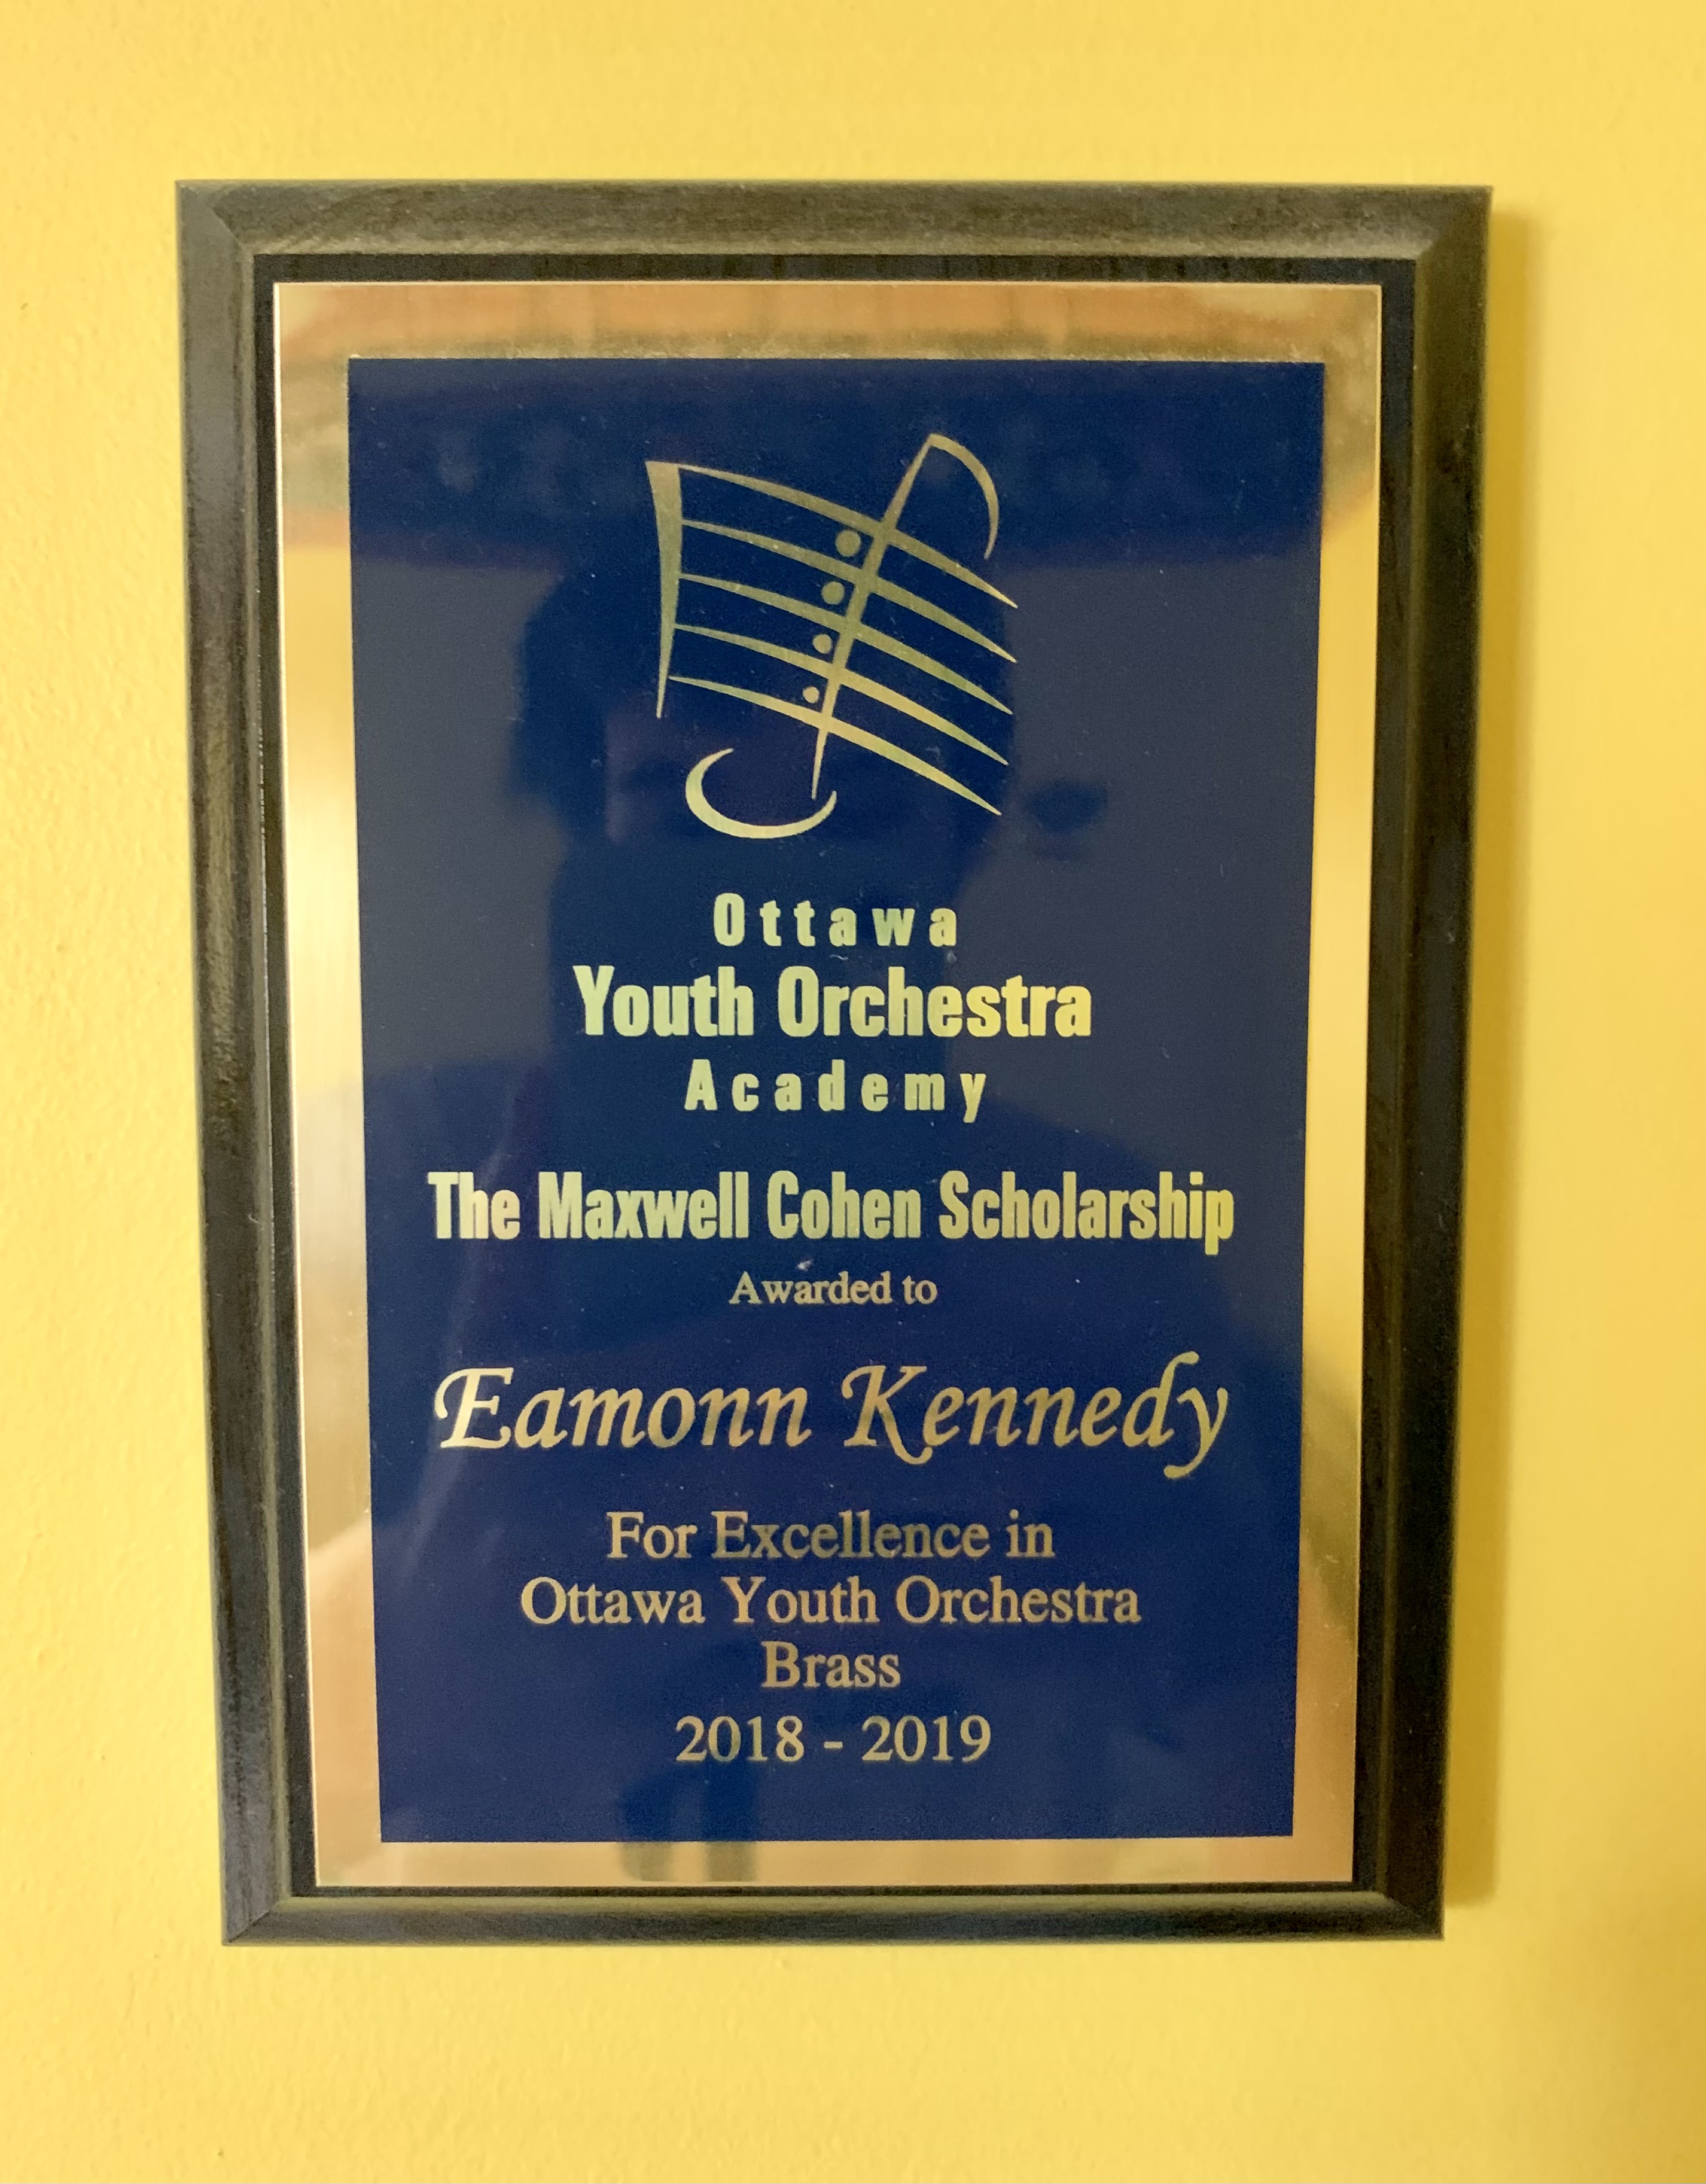 Ottawa
Youth Orchestra
Academy
The Maxwell Cohen Scholarship
Awarded to
Eamonn Kennedy
For Excellence in
Ottawa Youth Orchestra
Brass
2018 - 2019